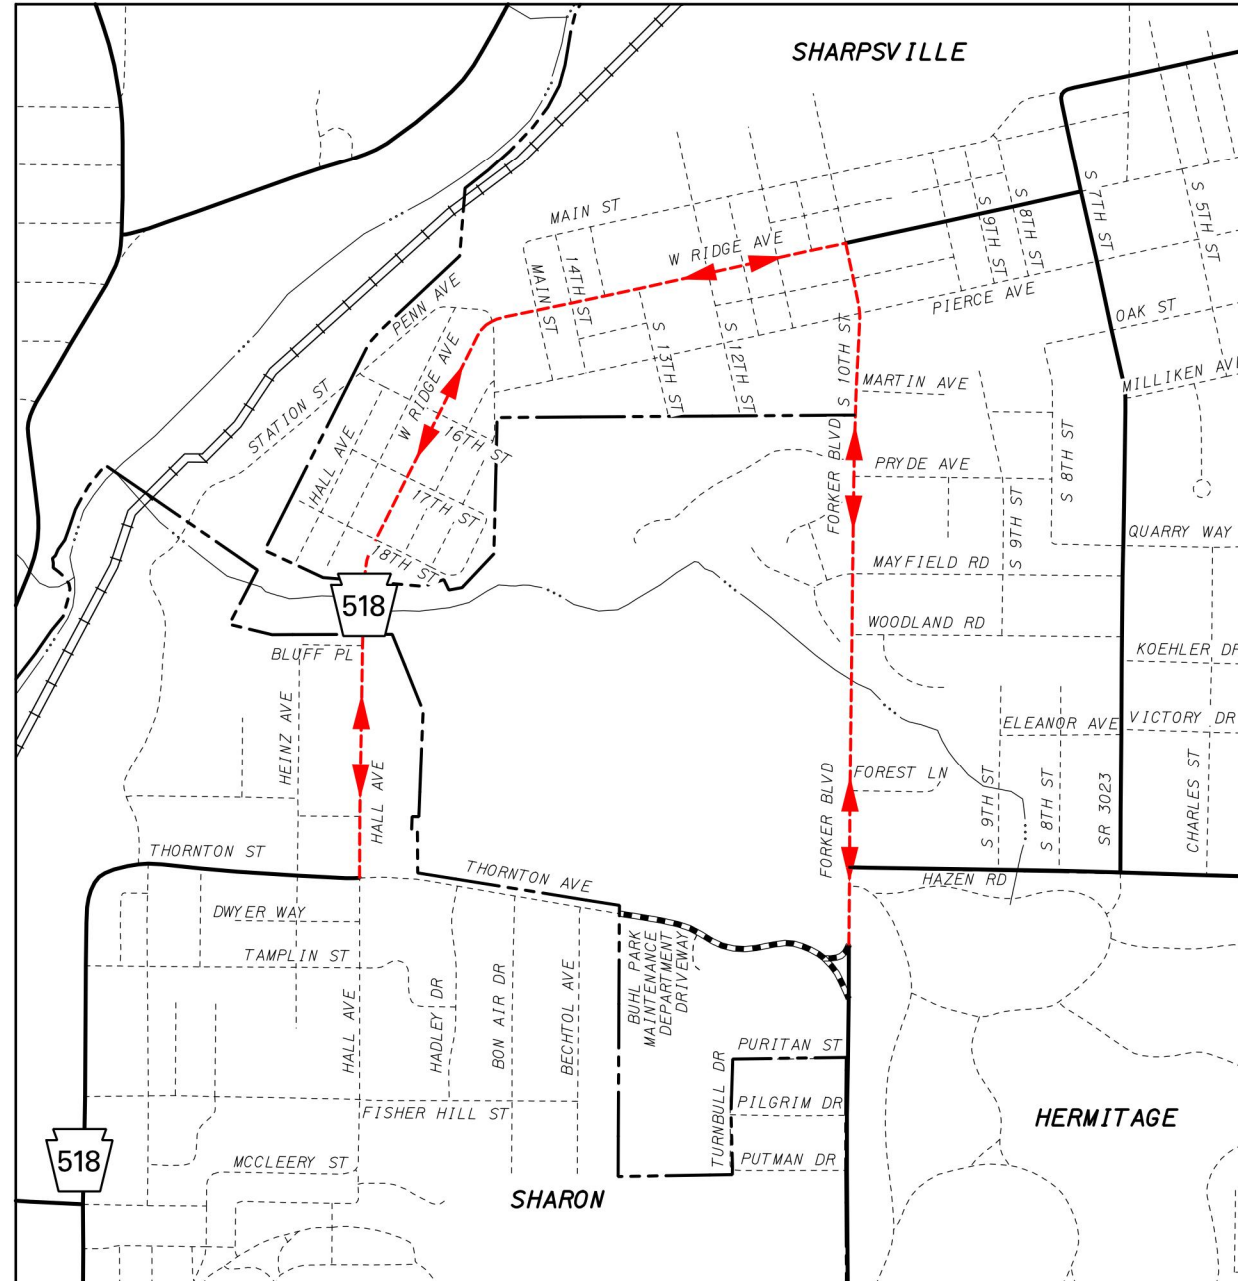 SHARPSVILLE
MAIN ST
W RIDGE AVE
S 9TH ST
S 8TH ST
S 7TH ST
S 5TH ST
14TH ST
MAIN ST
PENN AVE
PIERCE AVE
OAK ST
S 13TH ST
S 12TH ST
S 10TH ST
MARTIN AVE
MILLIKEN AVE
STATION ST
W RIDGE AVE
HALL AVE
16TH ST
17TH ST
18TH ST
FORKER BLVD
PRYDE AVE
S 8TH ST
S 9TH ST
QUARRY WAY
MAYFIELD RD
518
WOODLAND RD
BLUFF PL
KOEHLER DR
HEINZ AVE
ELEANOR AVE
VICTORY DR
HALL AVE
FORKER BLVD
FOREST LN
S 9TH ST
S 8TH ST
SR 3023
CHARLES ST
THORNTON ST
THORNTON AVE
HAZEN RD
DWYER WAY
TAMPLIN ST
HALL AVE
HADLEY DR
BON AIR DR
BECHTOL AVE
BUHL PARK
MAINTENANCE
DEPARTMENT
DRIVEWAY
PURITAN ST
TURNBULL DR
PILGRIM DR
PUTMAN DR
FISHER HILL ST
HERMITAGE
518
MCCLEERY ST
SHARON